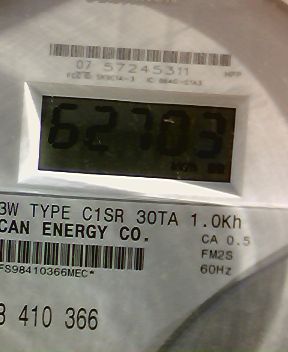 07 57245311 HPP
62703
3W TYPE C1SR 30TA 1.0Kh
CAN ENERGY CO.
CA 0.5
FM2S
FS98410366MEC*
60Hz
8 410 366